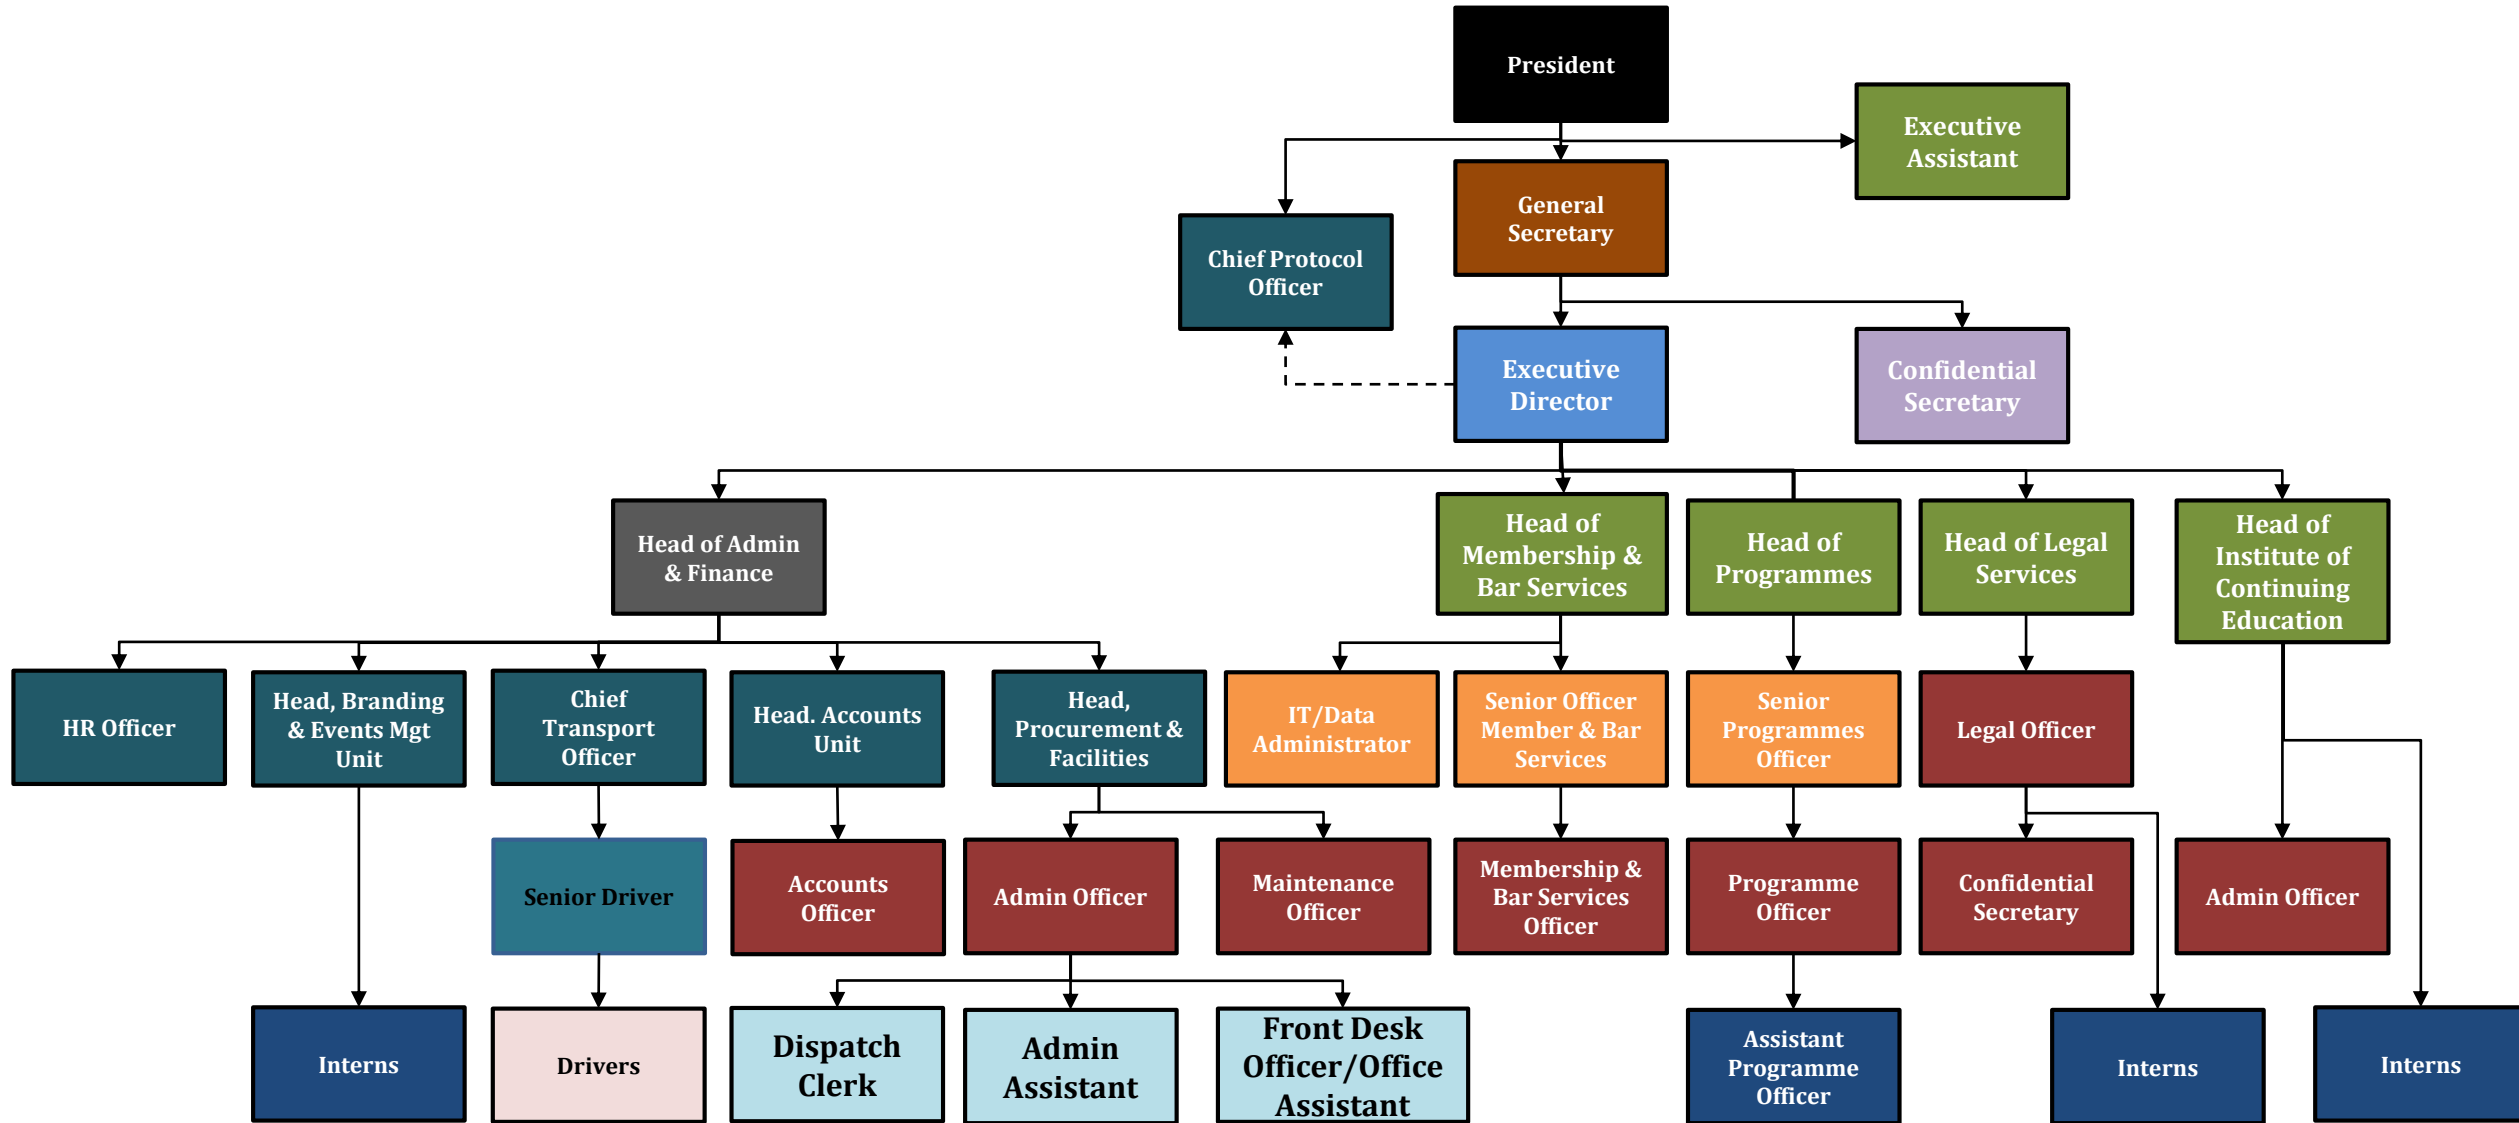 President
Executive
Assistant
General
Secretary
Chief Protocol
Officer
Executive
Director
Confidential
Secretary
Head of Admin
& Finance
Head of
Membership &
Bar Services
Head of
Programmes
Head of Legal
Services
Head of
Institute of
Continuing
Education
HR Officer
Head, Branding
& Events Mgt
Unit
Chief
Transport
Officer
Head. Accounts
Unit
Head,
Procurement &
Facilities
IT/Data
Administrator
Senior Officer
Member & Bar
Services
Senior
Programmes
Officer
Legal Officer
Senior Driver
Accounts
Officer
Admin Officer
Maintenance
Officer
Membership &
Bar Services
Officer
Programme
Officer
Confidential
Secretary
Admin Officer
Interns
Drivers
Dispatch
Clerk
Admin
Assistant
Front Desk
Officer/Office
Assistant
Assistant
Programme
Officer
Interns
Interns